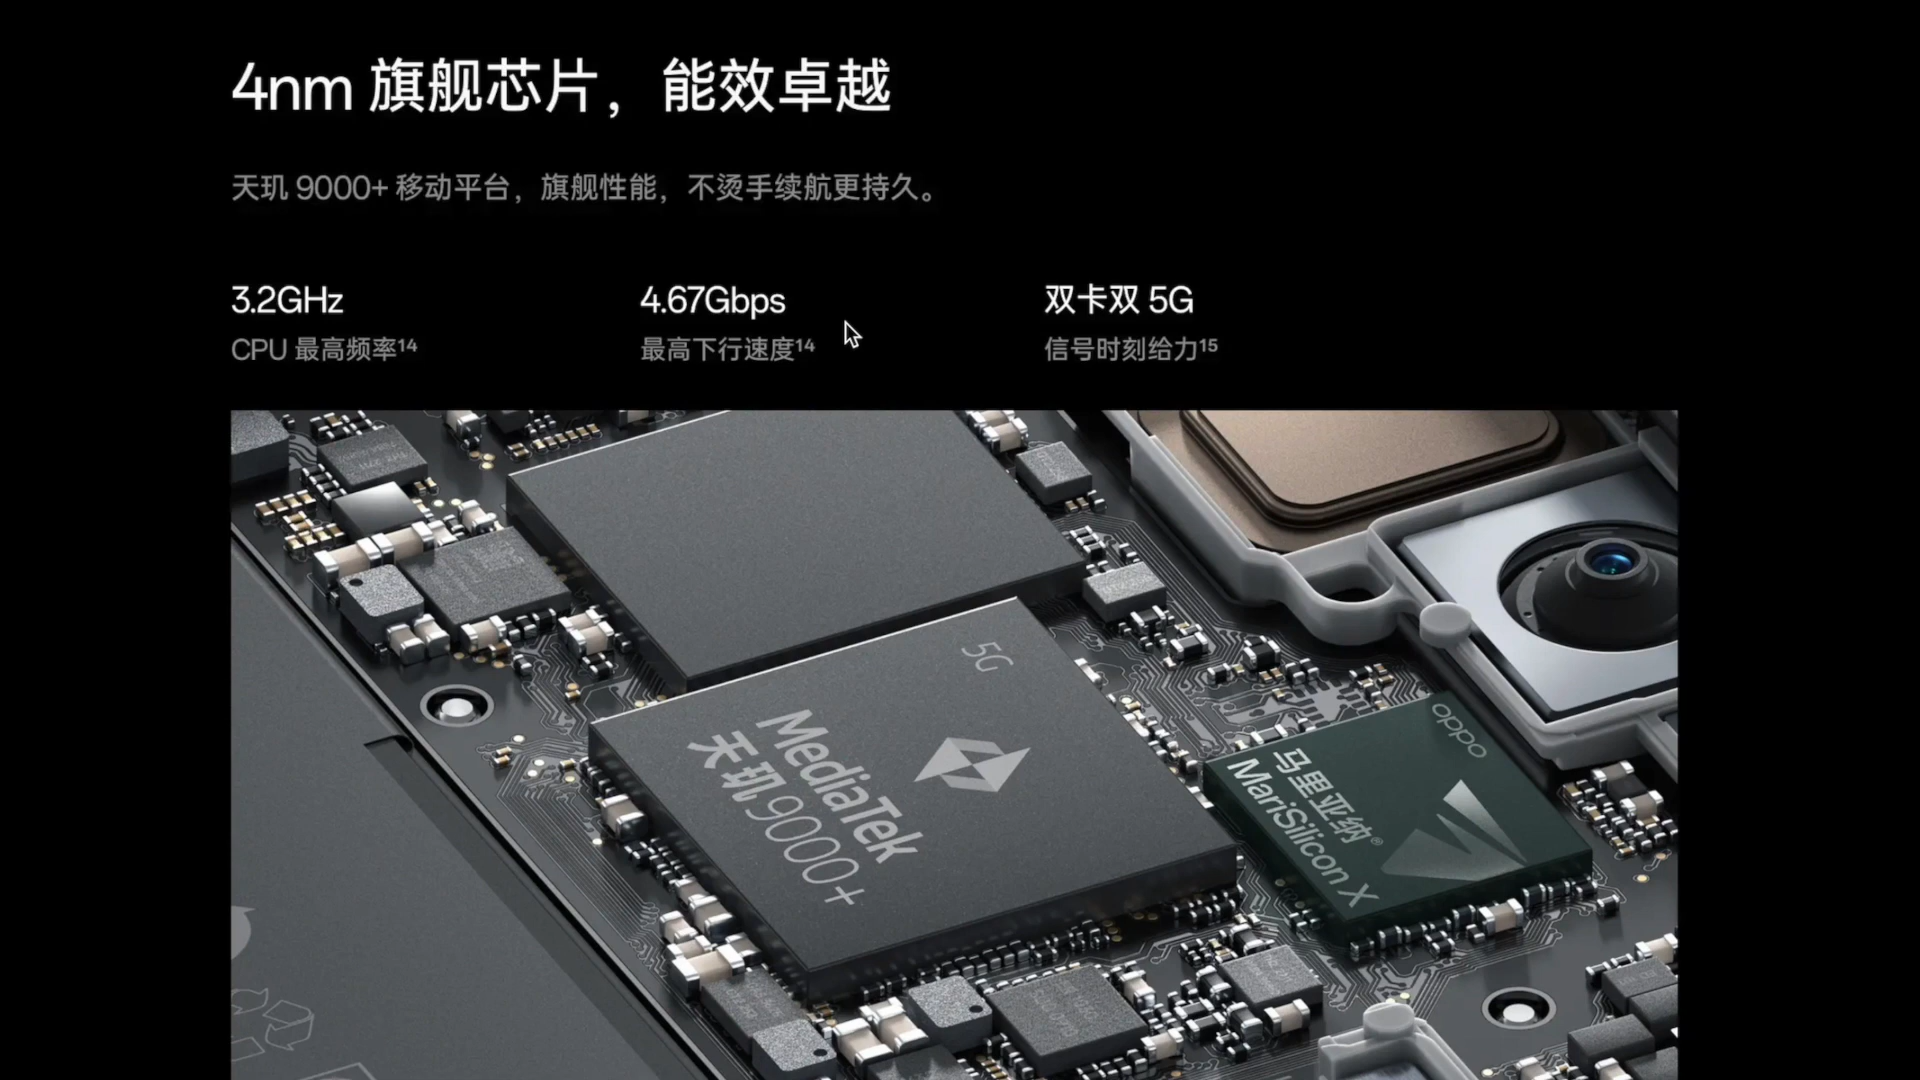 4nm 旗舰芯片，能效卓越
天玑 9000+ 移动平台，旗舰性能，不烫手续航更持久。
3.2GHz
CPU 最高频率14
4.67Gbps
最高下行速度14
双卡双 5G
信号时刻给力15
5G
MediaTek
天玑9000+
oppo
马里亚纳®
MariSilicon X